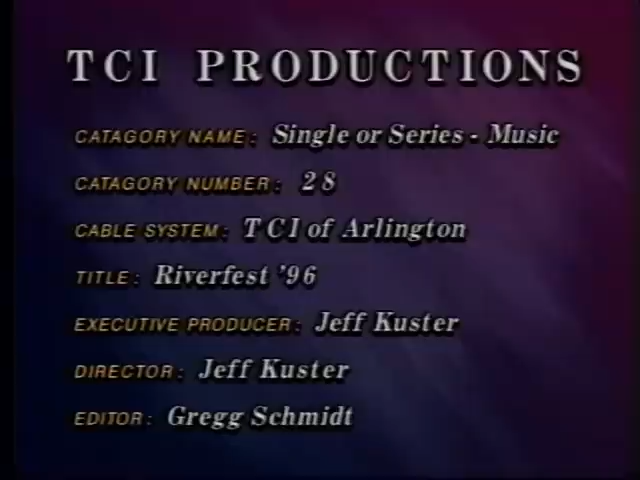 TCI PRODUCTIONS
CATAGORY NAME: Single or Series - Music
CATAGORY NUMBER: 28
CABLE SYSTEM: TCI of Arlington
TITLE: Riverfest '96
EXECUTIVE PRODUCER: Jeff Kuster
DIRECTOR: Jeff Kuster
EDITOR: Gregg Schmidt